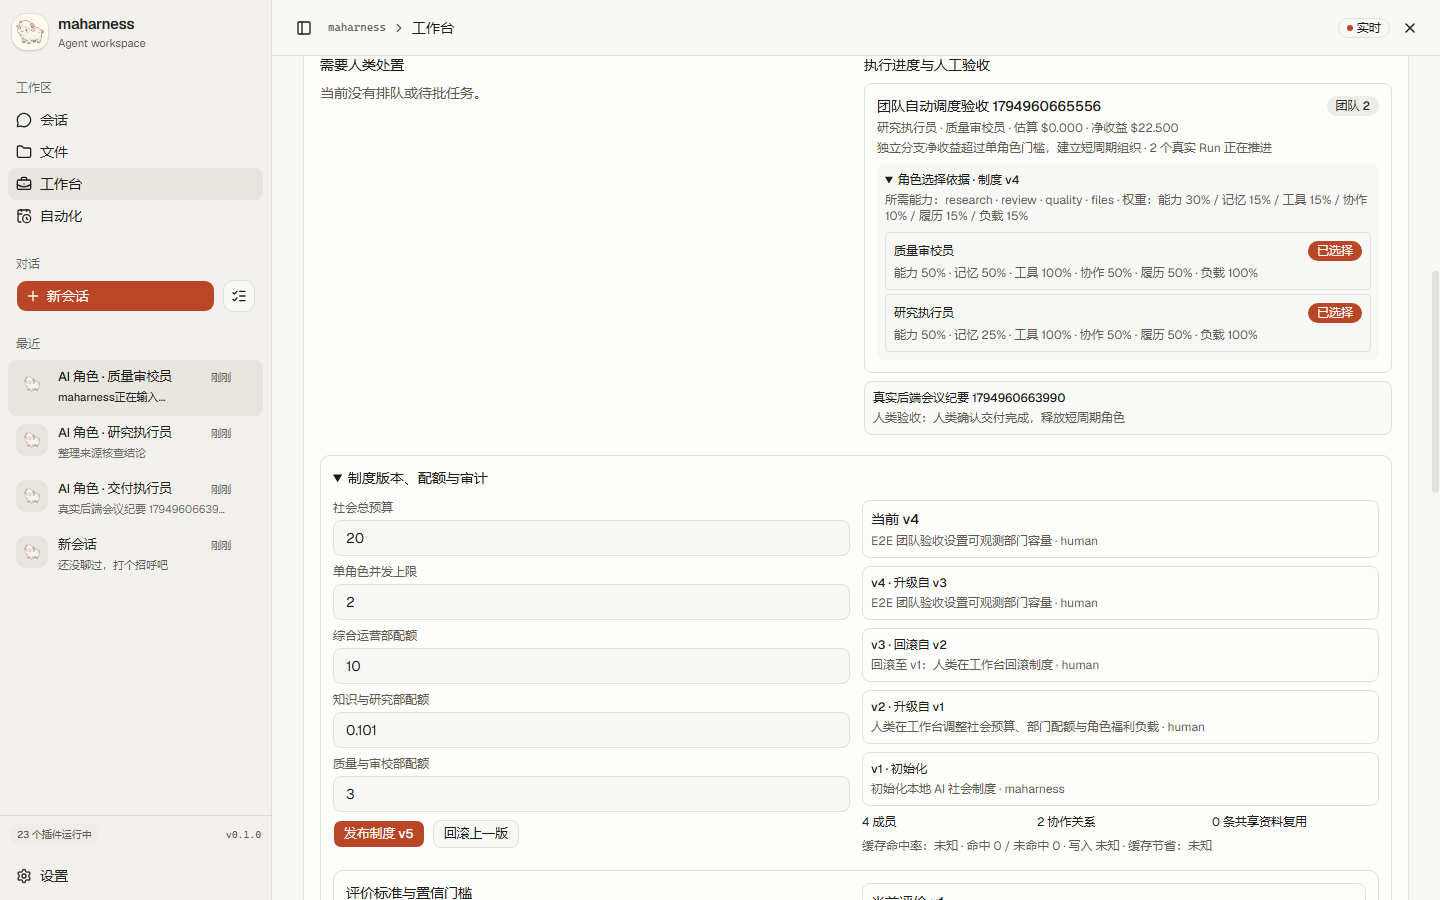 maharness
Agent workspace
工作区
会话
文件
工作台
自动化
对话
新会话
最近
AI 角色 · 质量审校员 刚刚
maharness正在输入...
AI 角色 · 研究执行员 刚刚
整理来源核查结论
AI 角色 · 交付执行员 刚刚
真实后端会议纪要 17949606639...
新会话 刚刚
还没聊过，打个招呼吧
23 个插件运行中 v0.1.0
设置
maharness > 工作台
实时
需要人类处置
当前没有排队或待批任务。
执行进度与人工验收
团队自动调度验收 1794960665556 团队 2
研究执行员 · 质量审校员 · 估算 $0.000 · 净收益 $22.500
独立分支净收益超过单角色门槛，建立短周期组织 · 2 个真实 Run 正在推进
▼ 角色选择依据 · 制度 v4
所需能力：research · review · quality · files · 权重：能力 30% / 记忆 15% / 工具 15% / 协作
10% / 履历 15% / 负载 15%
质量审校员 已选择
能力 50% · 记忆 50% · 工具 100% · 协作 50% · 履历 50% · 负载 100%
研究执行员 已选择
能力 50% · 记忆 25% · 工具 100% · 协作 50% · 履历 50% · 负载 100%
真实后端会议纪要 1794960663990
人类验收：人类确认交付完成，释放短周期角色
▼ 制度版本、配额与审计
社会总预算
20
单角色并发上限
2
综合运营部配额
10
知识与研究部配额
0.101
质量与审校部配额
3
发布制度 v5 回滚上一版
当前 v4
E2E 团队验收设置可观测部门容量 · human
v4 · 升级自 v3
E2E 团队验收设置可观测部门容量 · human
v3 · 回滚自 v2
回滚至 v1：人类在工作台回滚制度 · human
v2 · 升级自 v1
人类在工作台调整社会预算、部门配额与角色福利负载 · human
v1 · 初始化
初始化本地 AI 社会制度 · maharness
4 成员 2 协作关系 0 条共享资料复用
缓存命中率：未知 · 命中 0 / 未命中 0 · 写入 未知 · 缓存节省：未知
评价标准与置信门槛
当前评价 v1